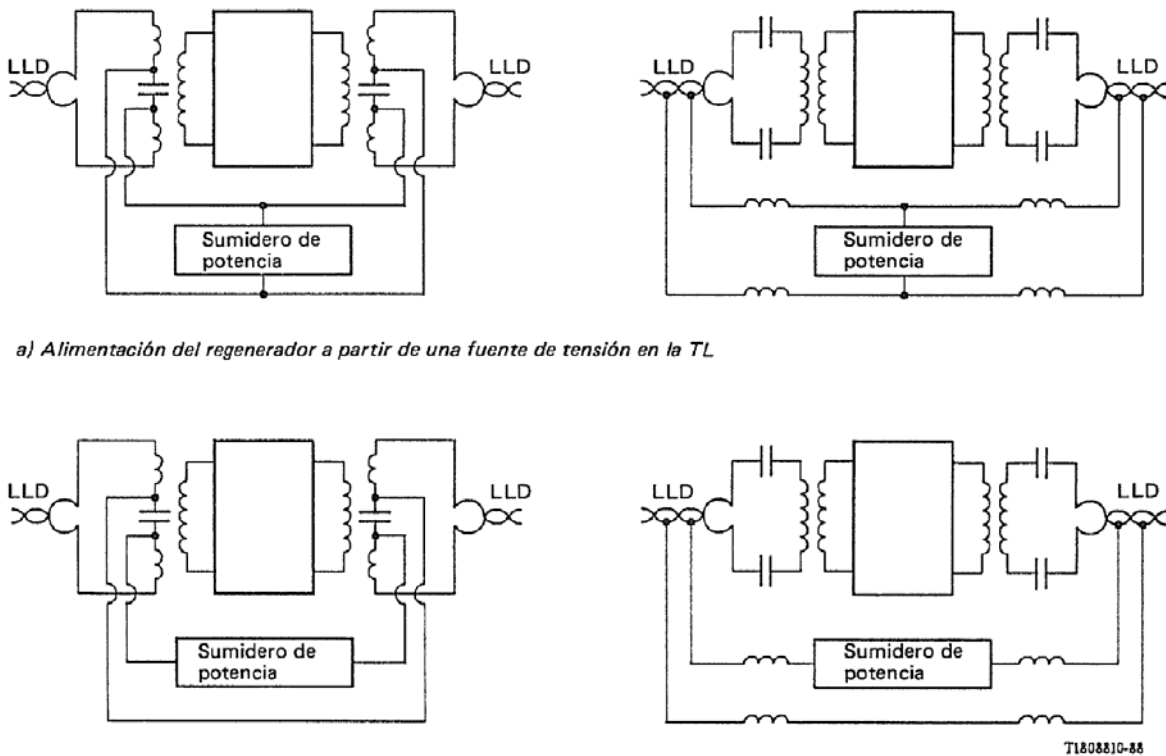 LLD
LLD
Sumidero de
potencia
LLD
LLD
Sumidero de
potencia
a) Alimentación del regenerador a partir de una fuente de tensión en la TL
LLD
LLD
Sumidero de
potencia
LLD
LLD
Sumidero de
potencia
T1808810-88